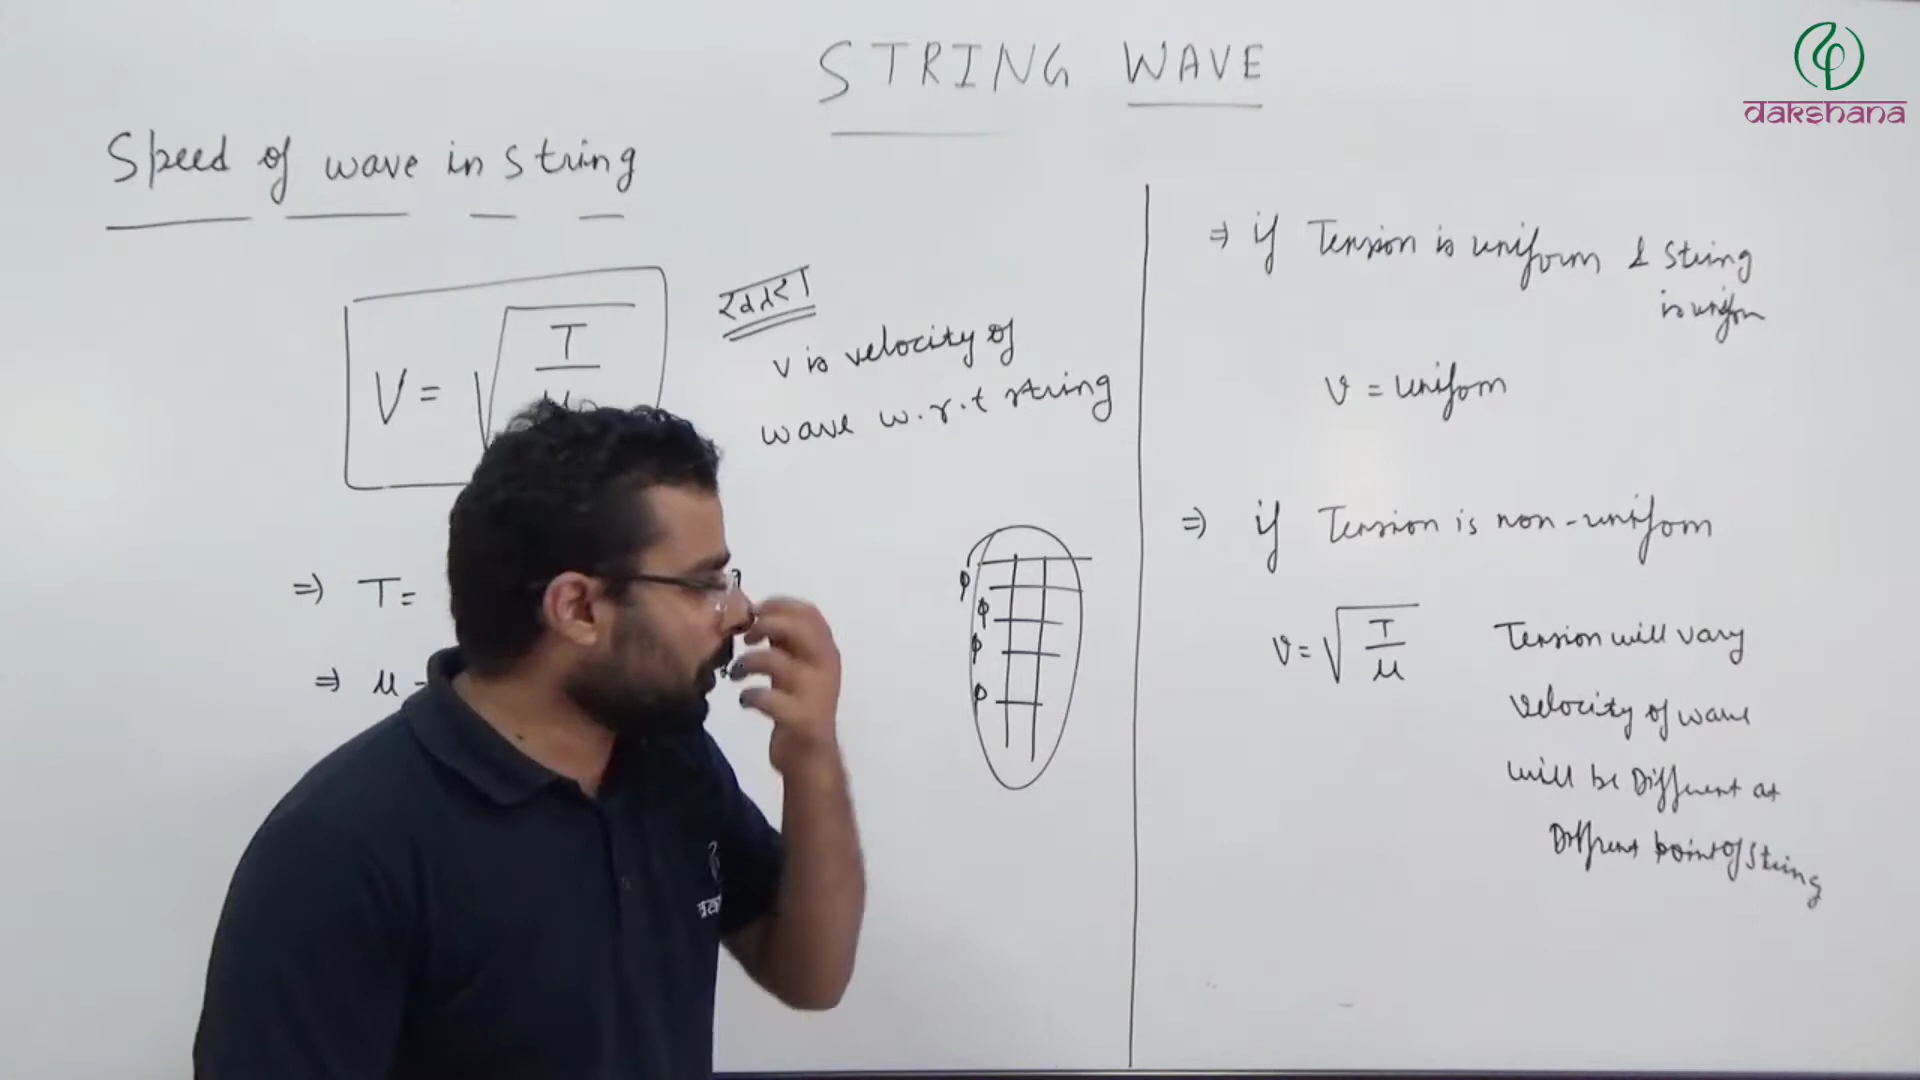 STRING WAVE
dakshana
Speed of wave in string
V = √ T
खतरा
v is velocity of
wave w.r.t string
⇒ T =
⇒ μ -
⇒ if Tension is uniform & string
is uniform
v = uniform
⇒ if Tension is non-uniform
v = √ T/μ
Tension will vary
velocity of wave
will be Different at
Different point of string